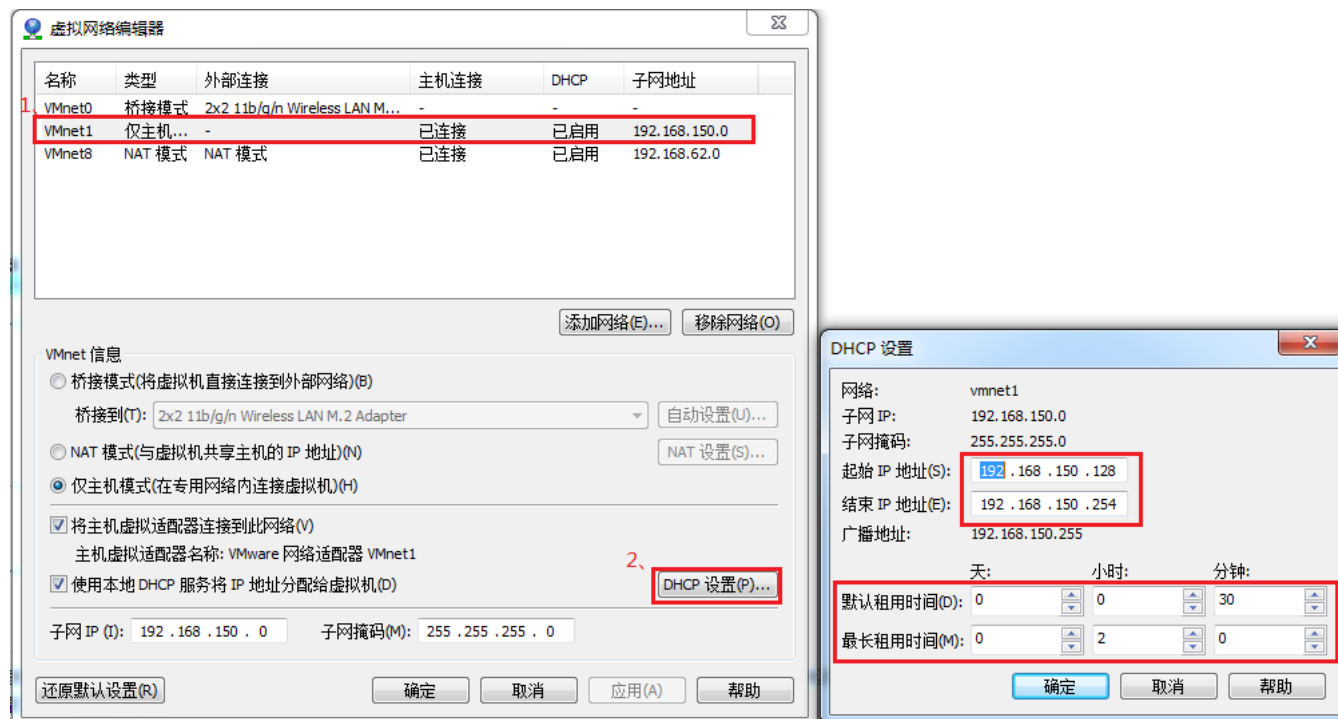 虚拟网络编辑器
名称 类型 外部连接 主机连接 DHCP 子网地址
1、
VMnet0 桥接模式 2x2 11b/g/n Wireless LAN M... - - -
VMnet1 仅主机... - 已连接 已启用 192.168.150.0
VMnet8 NAT 模式 NAT 模式 已连接 已启用 192.168.62.0
添加网络(E)... 移除网络(O)
VMnet 信息
桥接模式(将虚拟机直接连接到外部网络)(B)
桥接到(T): 2x2 11b/g/n Wireless LAN M.2 Adapter 自动设置(U)...
NAT 模式(与虚拟机共享主机的 IP 地址)(N) NAT 设置(S)...
仅主机模式(在专用网络内连接虚拟机)(H)
将主机虚拟适配器连接到此网络(V)
主机虚拟适配器名称: VMware 网络适配器 VMnet1
2、
使用本地 DHCP 服务将 IP 地址分配给虚拟机(D) DHCP 设置(P)...
子网 IP (I): 192 .168 .150 . 0 子网掩码(M): 255 .255 .255 . 0
还原默认设置(R) 确定 取消 应用(A) 帮助
DHCP 设置
网络: vmnet1
子网 IP: 192.168.150.0
子网掩码: 255.255.255.0
起始 IP 地址(S): 192 .168 .150 .128
结束 IP 地址(E): 192 .168 .150 .254
广播地址: 192.168.150.255
天: 小时: 分钟:
默认租用时间(D): 0 0 30
最长租用时间(M): 0 2 0
确定 取消 帮助